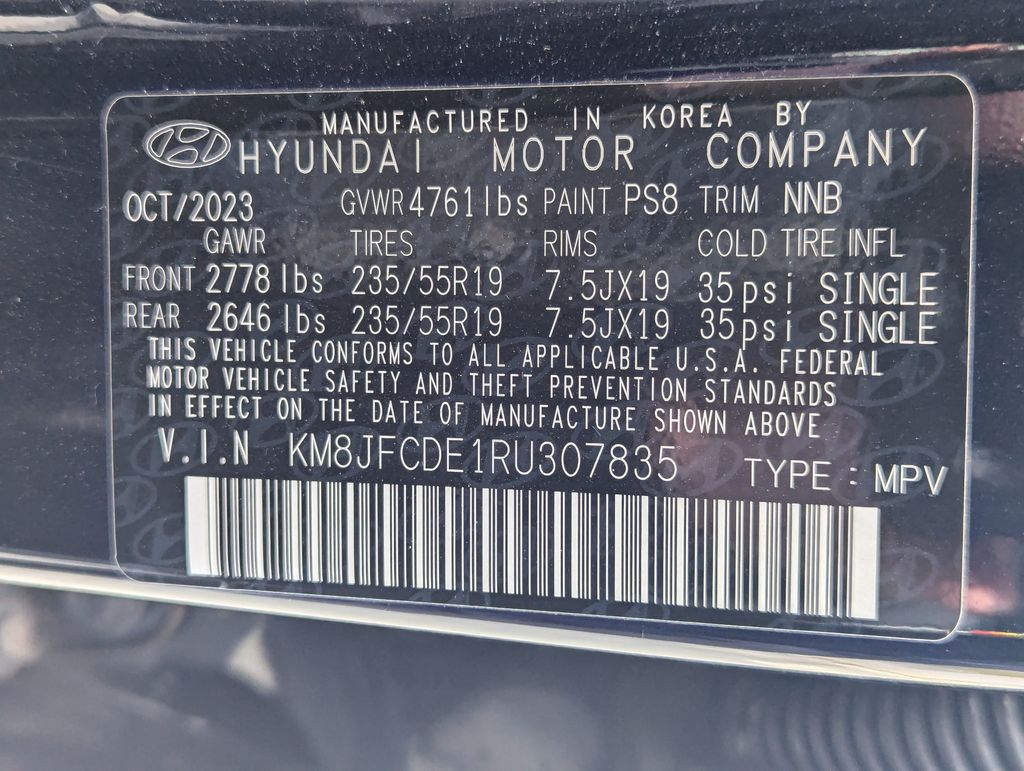 MANUFACTURED IN KOREA BY
HYUNDAI MOTOR COMPANY
OCT/2023 GVWR 4761 lbs PAINT PS8 TRIM NNB
GAWR TIRES RIMS COLD TIRE INFL
FRONT 2778 lbs 235/55R19 7.5JX19 35psi SINGLE
REAR 2646 lbs 235/55R19 7.5JX19 35psi SINGLE
THIS VEHICLE CONFORMS TO ALL APPLICABLE U.S.A. FEDERAL
MOTOR VEHICLE SAFETY AND THEFT PREVENTION STANDARDS
IN EFFECT ON THE DATE OF MANUFACTURE SHOWN ABOVE
V.I.N KM8JFCDE1RU307835 TYPE : MPV